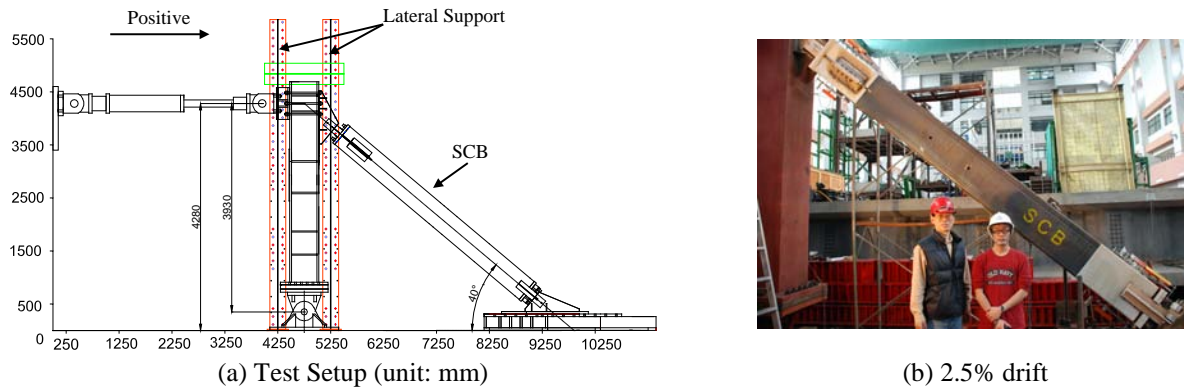 Positive
Lateral Support
5500
4500
3500
2500
1500
500
0
4280
3930
SCB
40°
250 1250 2250 3250 4250 5250 6250 7250 8250 9250 10250
(a) Test Setup (unit: mm)
SCB
OLD NAVY
(b) 2.5% drift